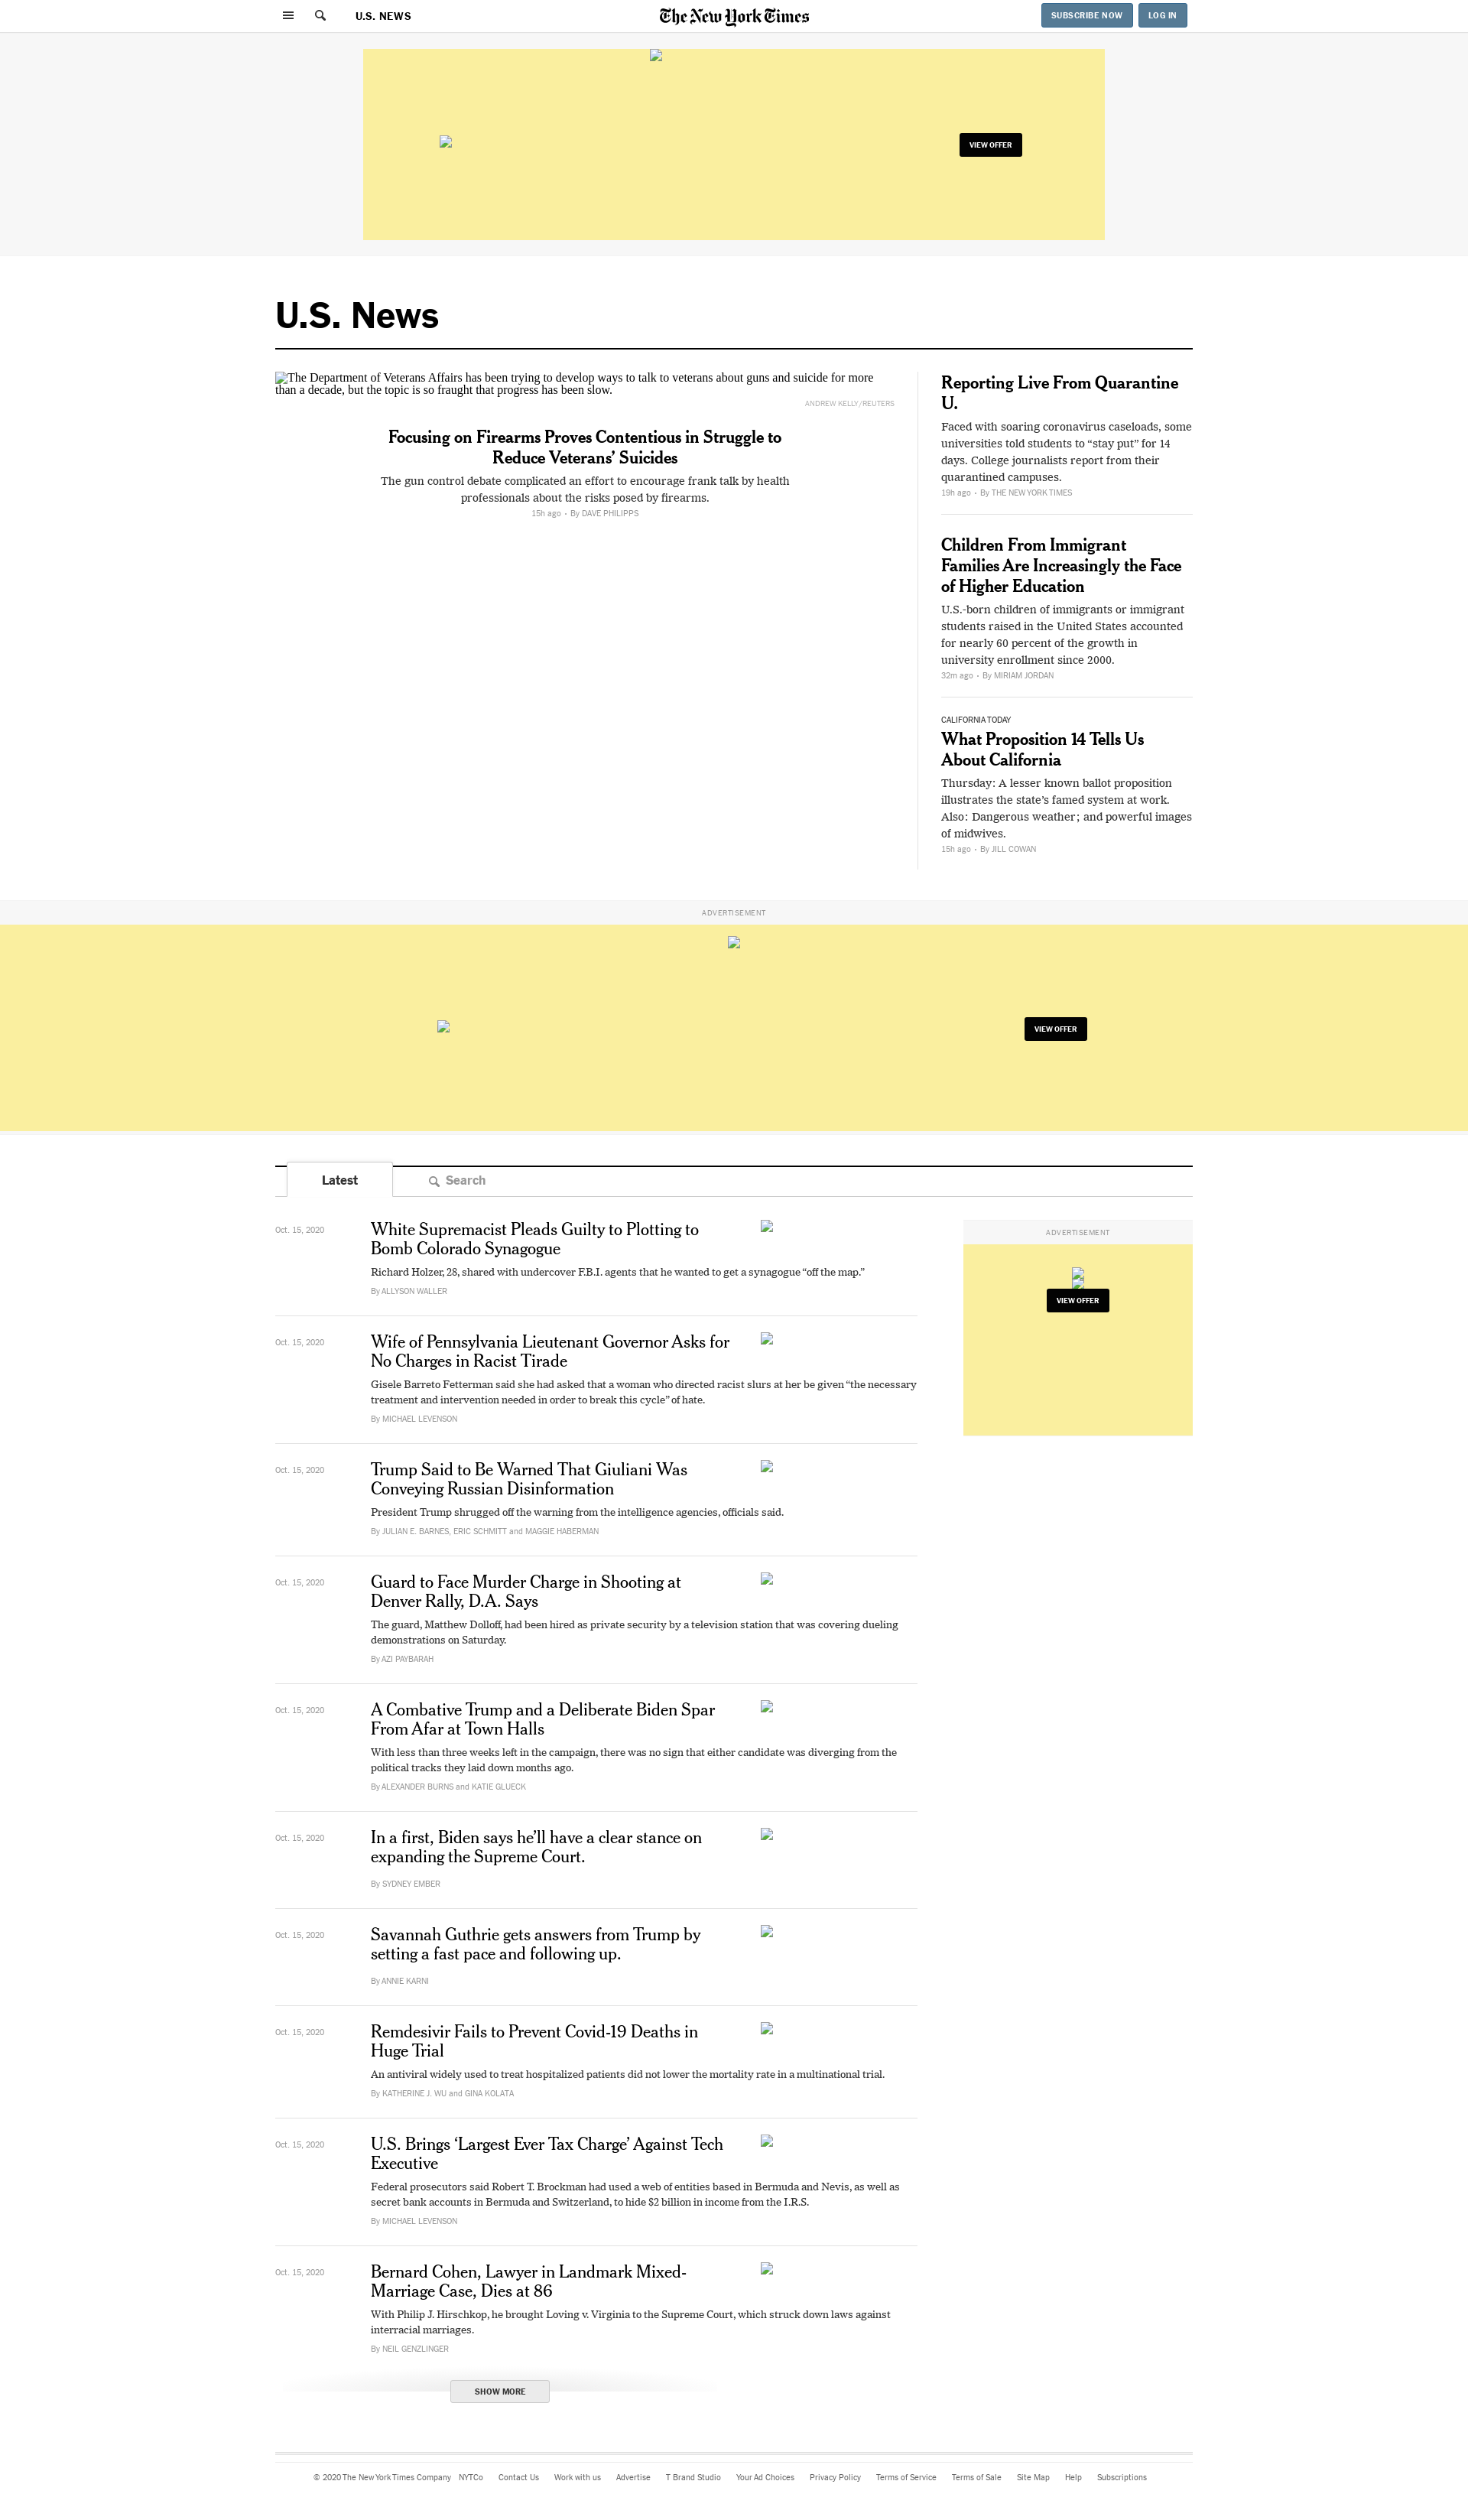 U.S. NEWS
The New York Times
SUBSCRIBE NOW
LOG IN
VIEW OFFER
U.S. News
The Department of Veterans Affairs has been trying to develop ways to talk to veterans about guns and suicide for more
than a decade, but the topic is so fraught that progress has been slow.
ANDREW KELLY/REUTERS
Focusing on Firearms Proves Contentious in Struggle to
Reduce Veterans’ Suicides
The gun control debate complicated an effort to encourage frank talk by health
professionals about the risks posed by firearms.
15h ago · By DAVE PHILIPPS
Reporting Live From Quarantine
U.
Faced with soaring coronavirus caseloads, some
universities told students to “stay put” for 14
days. College journalists report from their
quarantined campuses.
19h ago · By THE NEW YORK TIMES
Children From Immigrant
Families Are Increasingly the Face
of Higher Education
U.S.-born children of immigrants or immigrant
students raised in the United States accounted
for nearly 60 percent of the growth in
university enrollment since 2000.
32m ago · By MIRIAM JORDAN
CALIFORNIA TODAY
What Proposition 14 Tells Us
About California
Thursday: A lesser known ballot proposition
illustrates the state’s famed system at work.
Also: Dangerous weather; and powerful images
of midwives.
15h ago · By JILL COWAN
ADVERTISEMENT
VIEW OFFER
Latest
Search
Oct. 15, 2020
White Supremacist Pleads Guilty to Plotting to
Bomb Colorado Synagogue
Richard Holzer, 28, shared with undercover F.B.I. agents that he wanted to get a synagogue “off the map.”
By ALLYSON WALLER
ADVERTISEMENT
VIEW OFFER
Oct. 15, 2020
Wife of Pennsylvania Lieutenant Governor Asks for
No Charges in Racist Tirade
Gisele Barreto Fetterman said she had asked that a woman who directed racist slurs at her be given “the necessary
treatment and intervention needed in order to break this cycle” of hate.
By MICHAEL LEVENSON
Oct. 15, 2020
Trump Said to Be Warned That Giuliani Was
Conveying Russian Disinformation
President Trump shrugged off the warning from the intelligence agencies, officials said.
By JULIAN E. BARNES, ERIC SCHMITT and MAGGIE HABERMAN
Oct. 15, 2020
Guard to Face Murder Charge in Shooting at
Denver Rally, D.A. Says
The guard, Matthew Dolloff, had been hired as private security by a television station that was covering dueling
demonstrations on Saturday.
By AZI PAYBARAH
Oct. 15, 2020
A Combative Trump and a Deliberate Biden Spar
From Afar at Town Halls
With less than three weeks left in the campaign, there was no sign that either candidate was diverging from the
political tracks they laid down months ago.
By ALEXANDER BURNS and KATIE GLUECK
Oct. 15, 2020
In a first, Biden says he’ll have a clear stance on
expanding the Supreme Court.
By SYDNEY EMBER
Oct. 15, 2020
Savannah Guthrie gets answers from Trump by
setting a fast pace and following up.
By ANNIE KARNI
Oct. 15, 2020
Remdesivir Fails to Prevent Covid-19 Deaths in
Huge Trial
An antiviral widely used to treat hospitalized patients did not lower the mortality rate in a multinational trial.
By KATHERINE J. WU and GINA KOLATA
Oct. 15, 2020
U.S. Brings ‘Largest Ever Tax Charge’ Against Tech
Executive
Federal prosecutors said Robert T. Brockman had used a web of entities based in Bermuda and Nevis, as well as
secret bank accounts in Bermuda and Switzerland, to hide $2 billion in income from the I.R.S.
By MICHAEL LEVENSON
Oct. 15, 2020
Bernard Cohen, Lawyer in Landmark Mixed-
Marriage Case, Dies at 86
With Philip J. Hirschkop, he brought Loving v. Virginia to the Supreme Court, which struck down laws against
interracial marriages.
By NEIL GENZLINGER
SHOW MORE
© 2020 The New York Times Company NYTCo Contact Us Work with us Advertise T Brand Studio Your Ad Choices Privacy Policy Terms of Service Terms of Sale Site Map Help Subscriptions